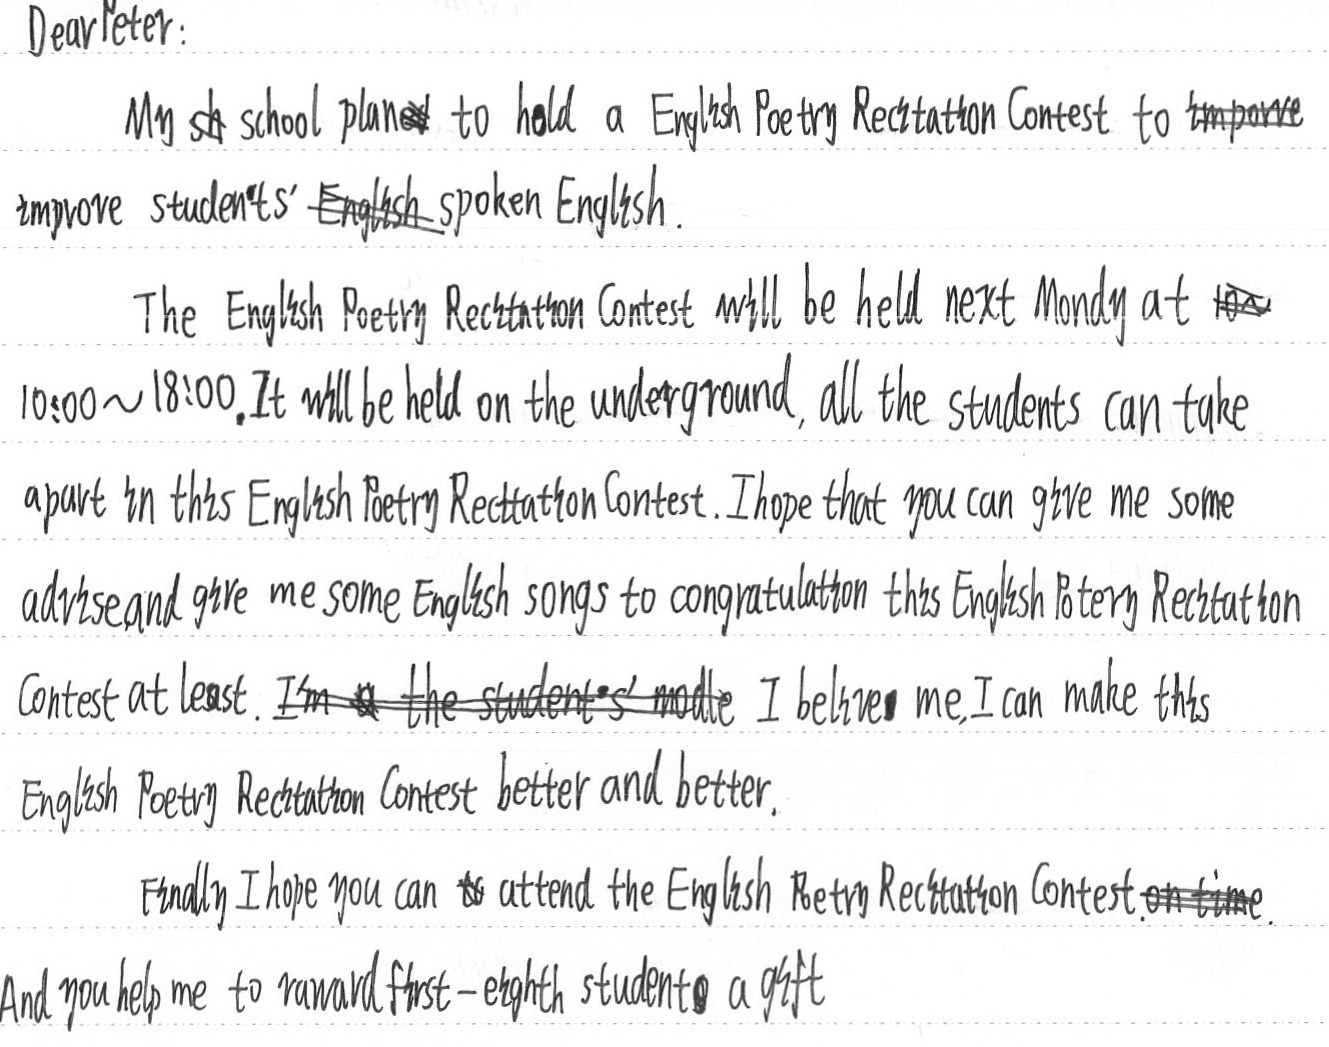 Dear Peter:
My school plan to hold a English Poetry Recitation Contest to
improve students' spoken English.
The English Poetry Recitation Contest will be held next Mondy at
10:00~18:00. It will be held on the underground, all the students can take
apart in this English Poetry Recitation Contest. I hope that you can give me some
advise,and give me some English songs to congratulation this English Potery Recitation
Contest at least. I belive me, I can make this
English Poetry Recitation Contest better and better.
Finally I hope you can attend the English Poetry Recitation Contest.
And you help me to raward first-eighth students a gift